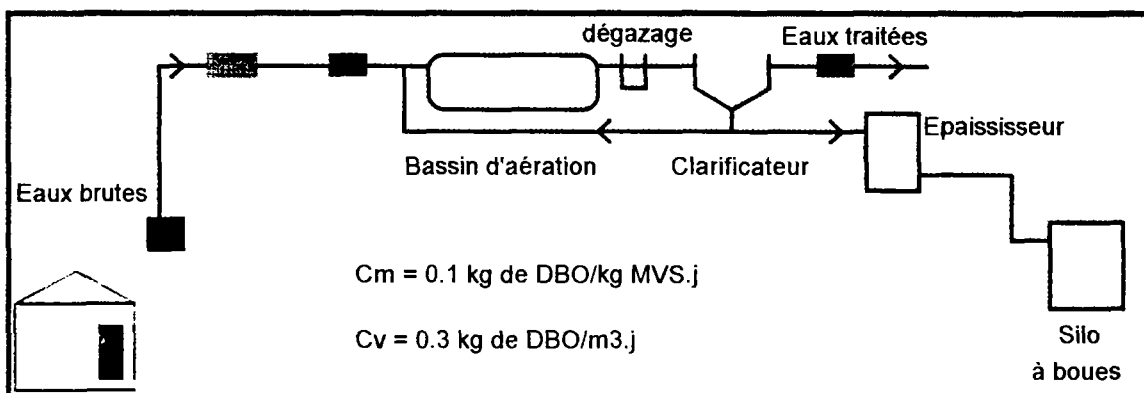 dégazage
Eaux traitées
Epaississeur
Bassin d'aération
Clarificateur
Eaux brutes
Cm = 0.1 kg de DBO/kg MVS.j
Cv = 0.3 kg de DBO/m3.j
Silo
à boues